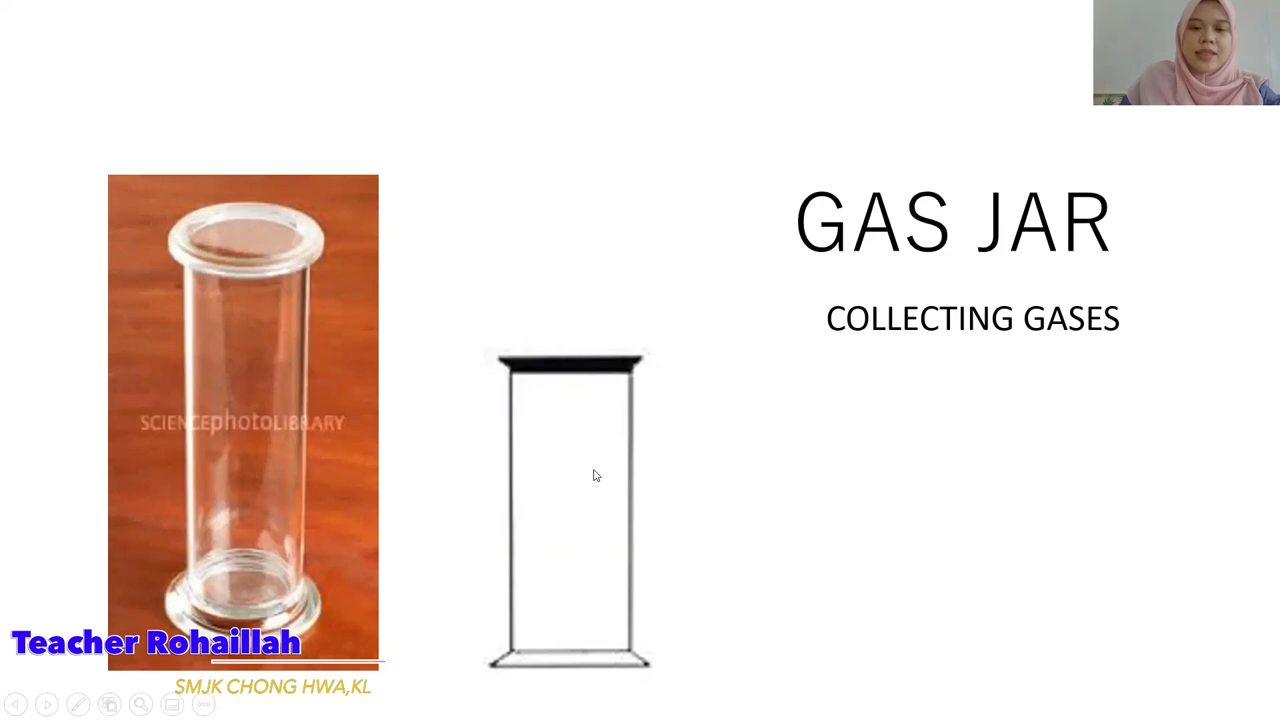 GAS JAR
COLLECTING GASES
SCIENCEphotoLIBRARY
Teacher Rohaillah
SMJK CHONG HWA,KL